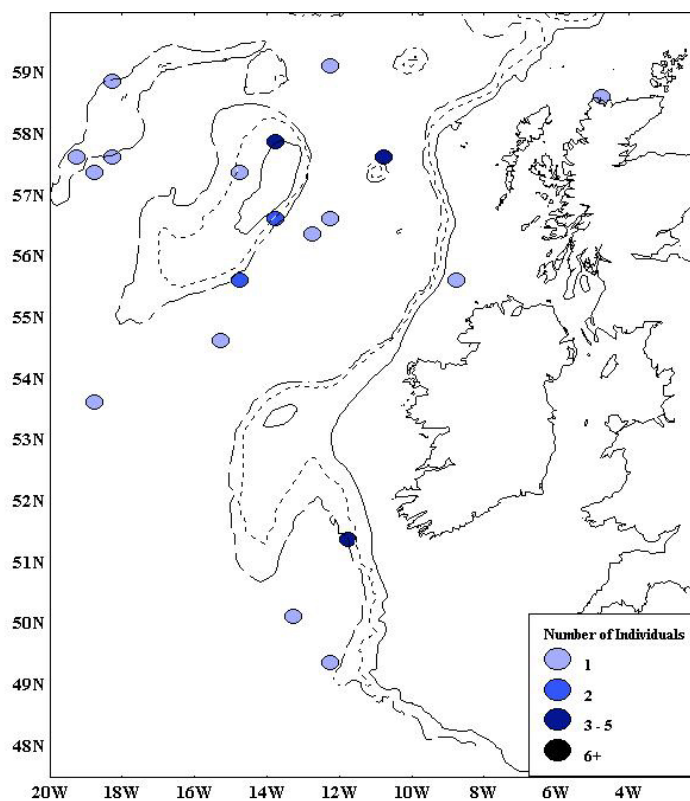 59N
58N
57N
56N
55N
54N
53N
52N
51N
50N
49N
48N
Number of Individuals
1
2
3 - 5
6+
20W 18W 16W 14W 12W 10W 8W 6W 4W